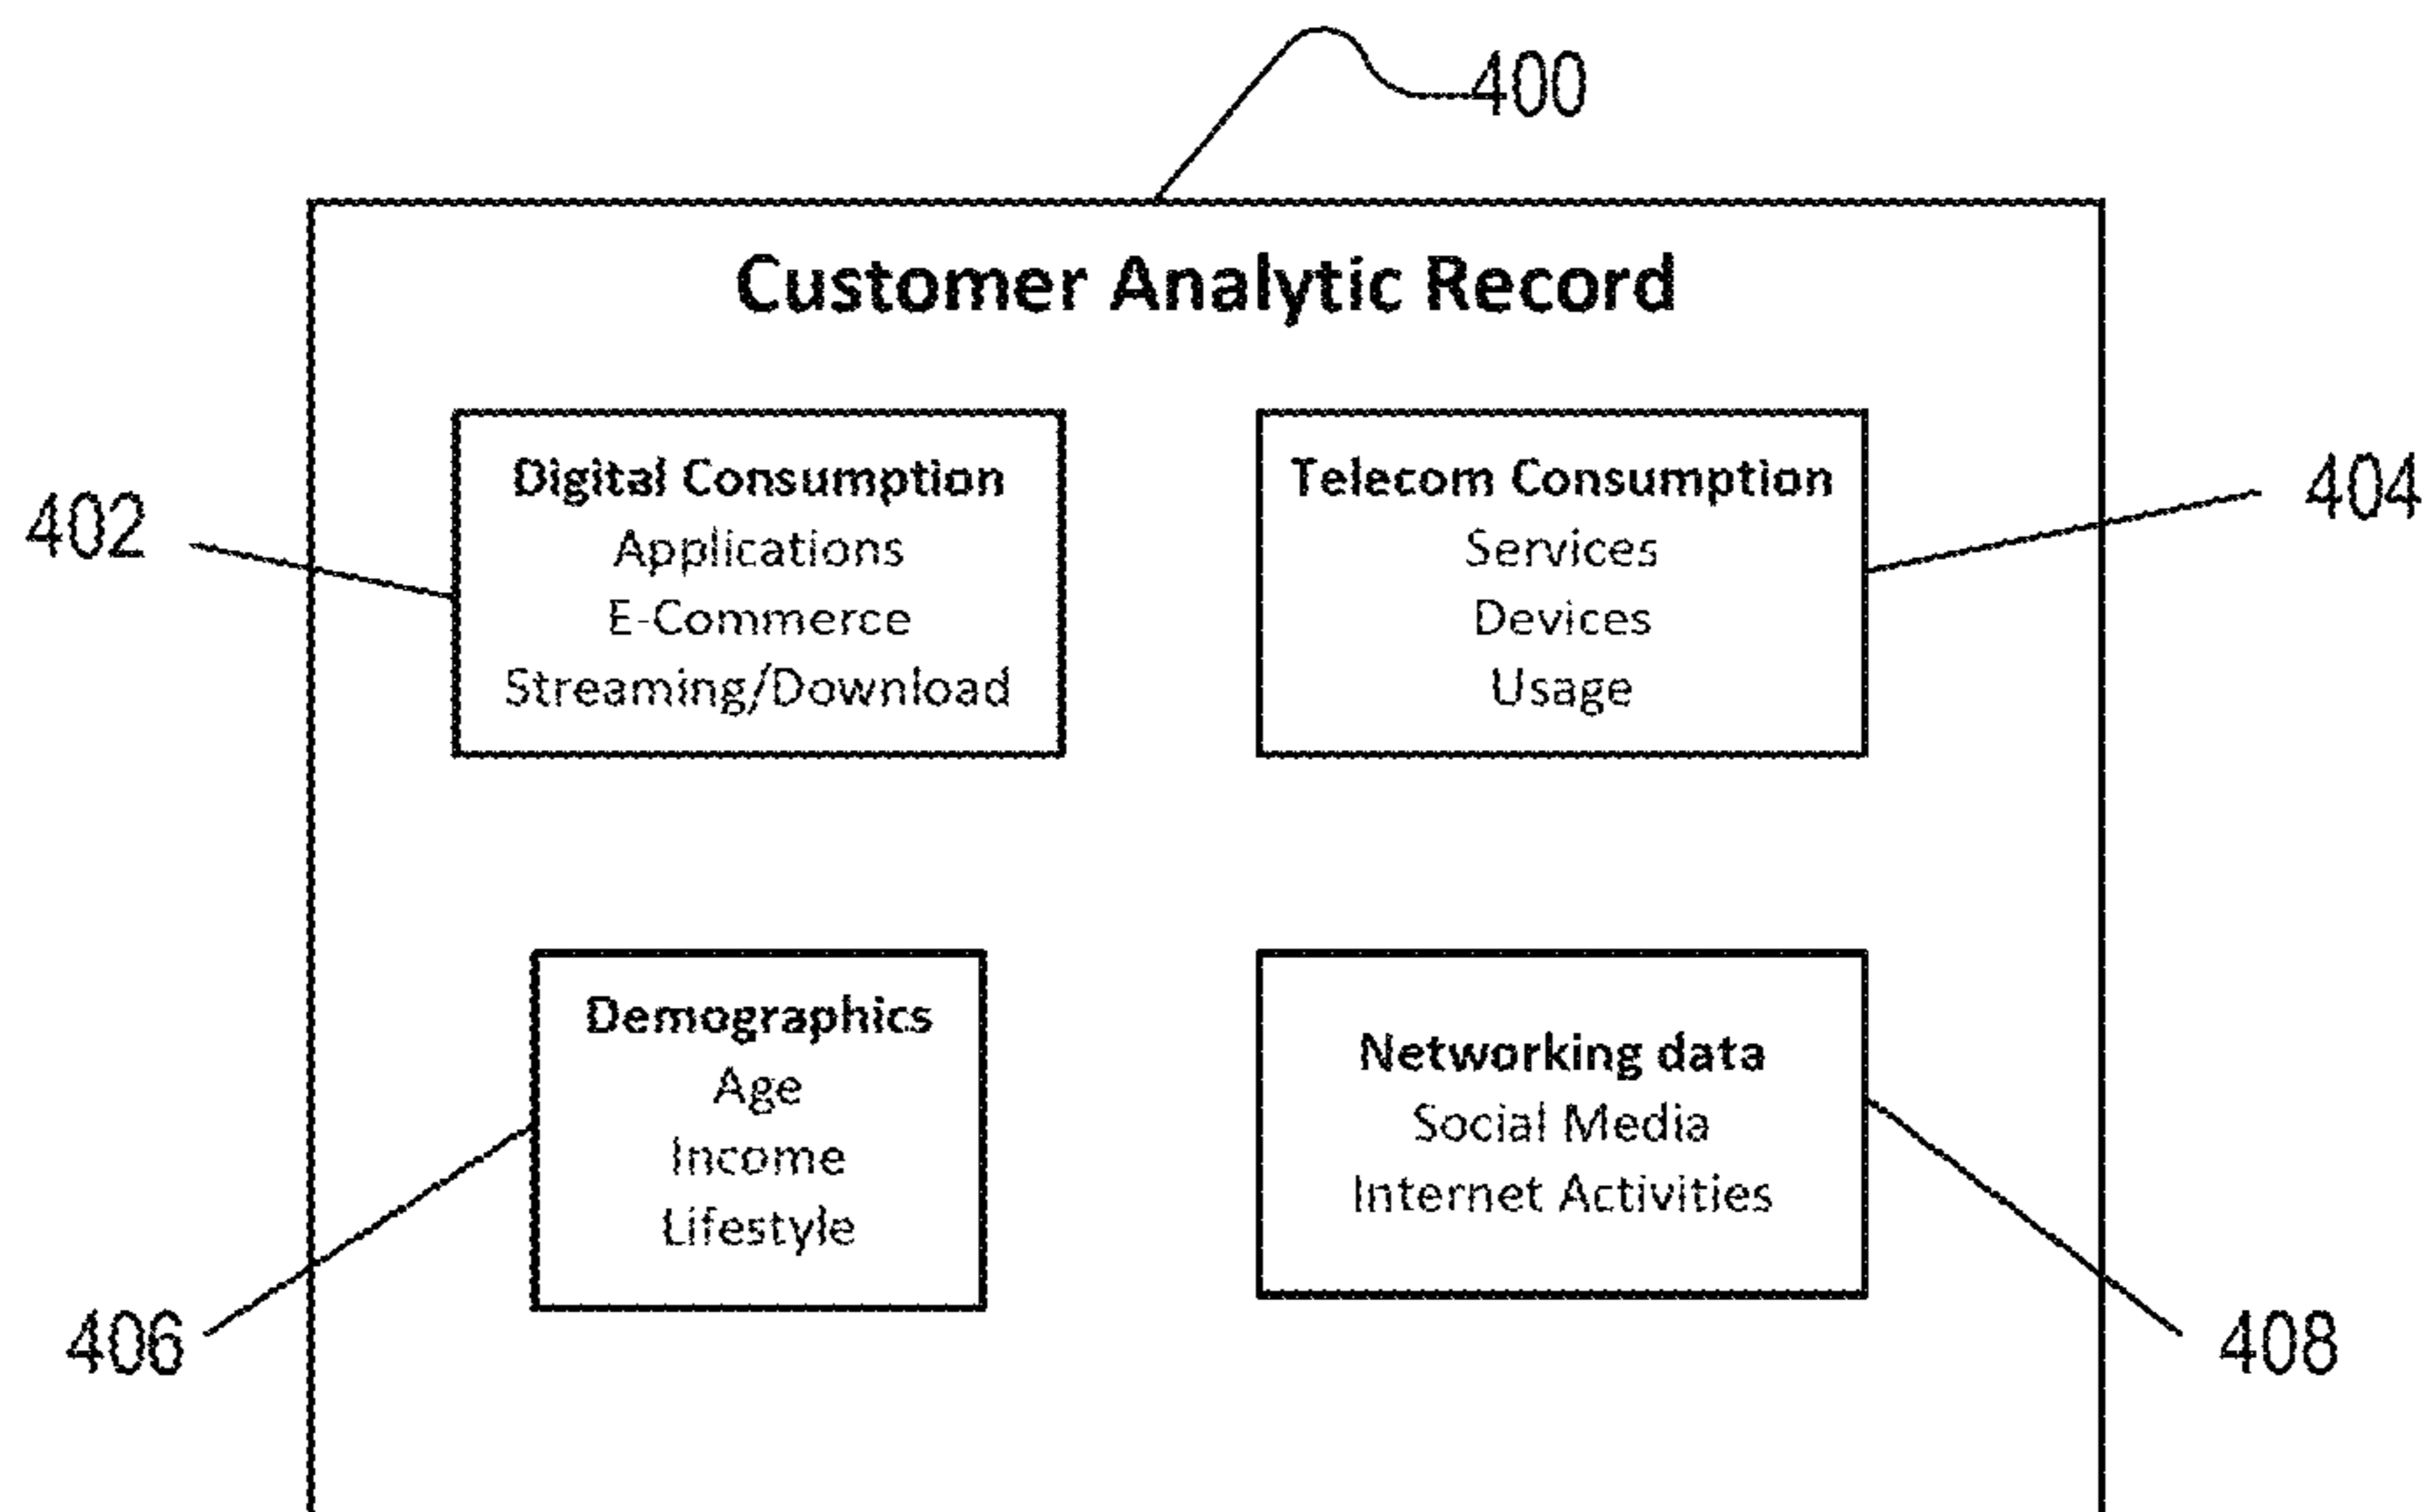 400
Customer Analytic Record
402
Digital Consumption
Applications
E-Commerce
Streaming/Download
Telecom Consumption
Services
Devices
Usage
404
406
Demographics
Age
Income
Lifestyle
Networking data
Social Media
Internet Activities
408